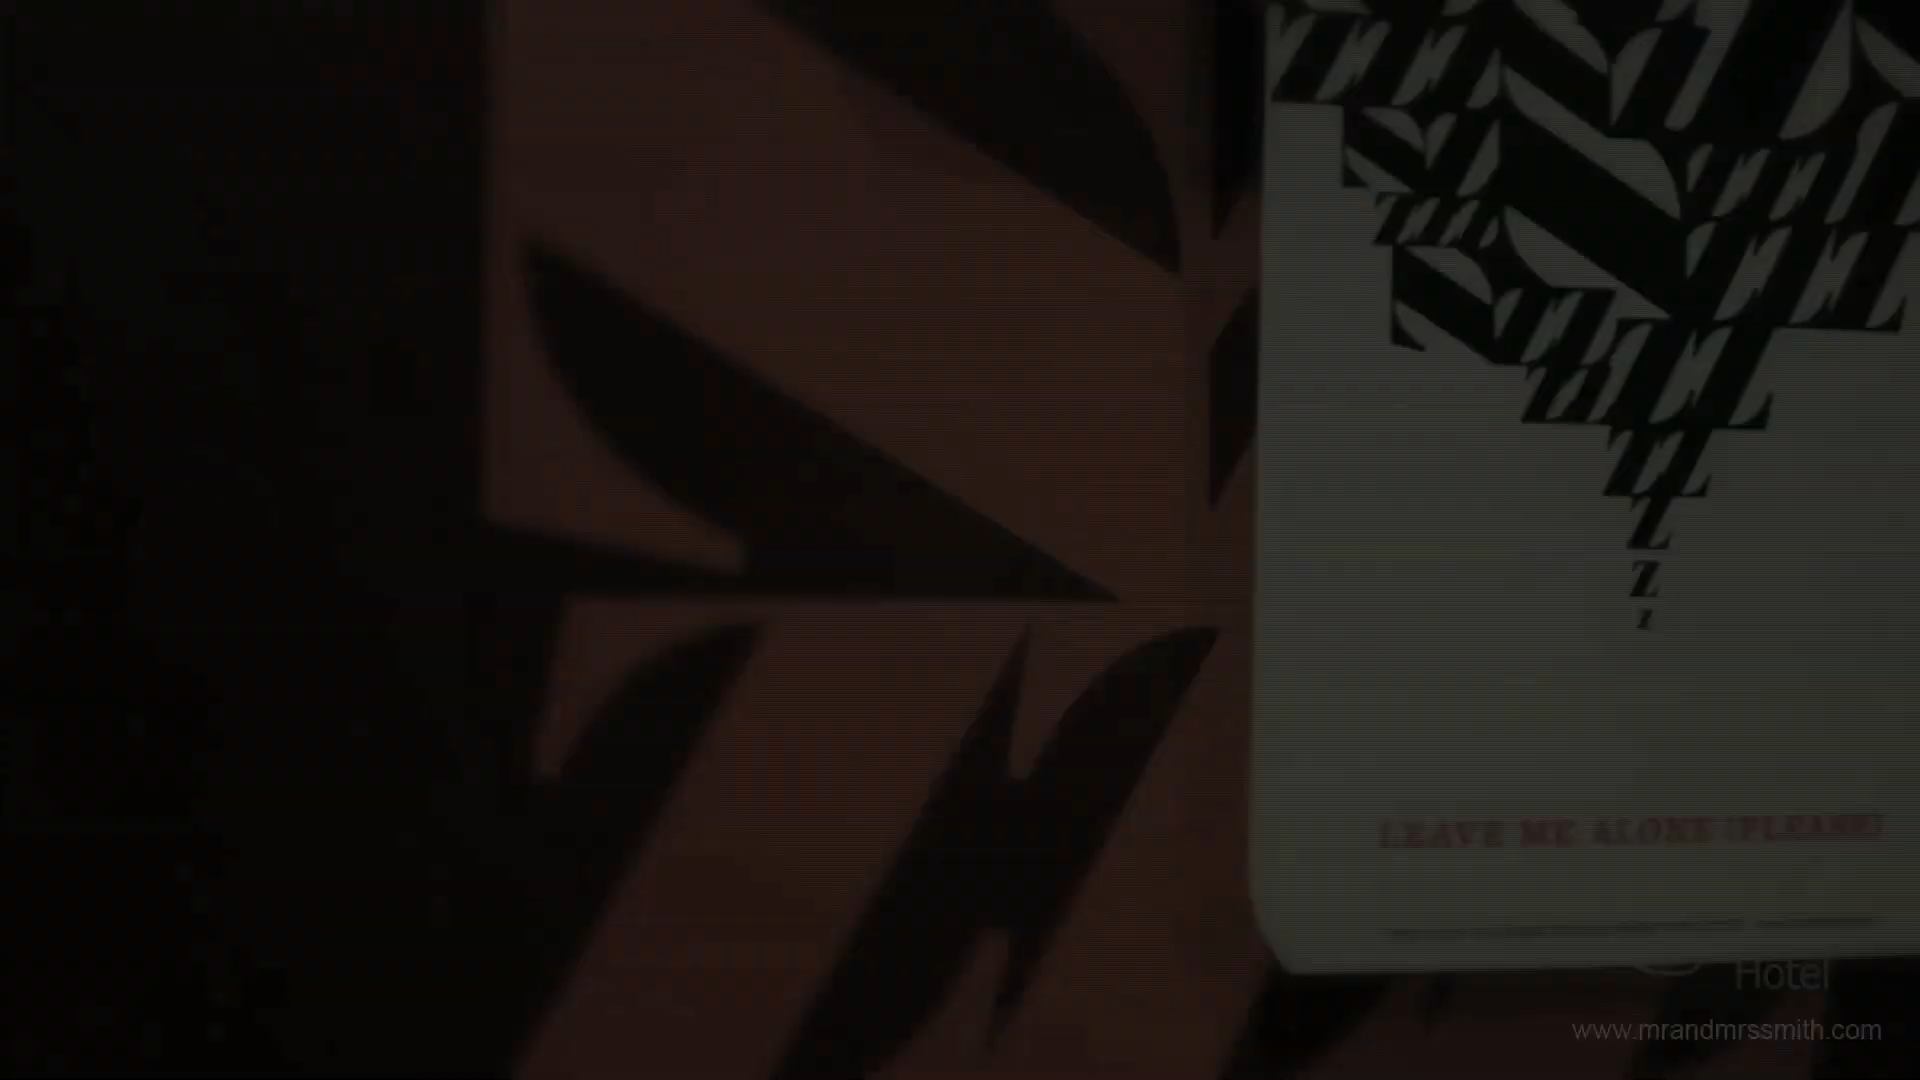 Z
Z
Z
LEAVE ME ALONE (PLEASE)
Hotel
www.mrandmrssmith.com